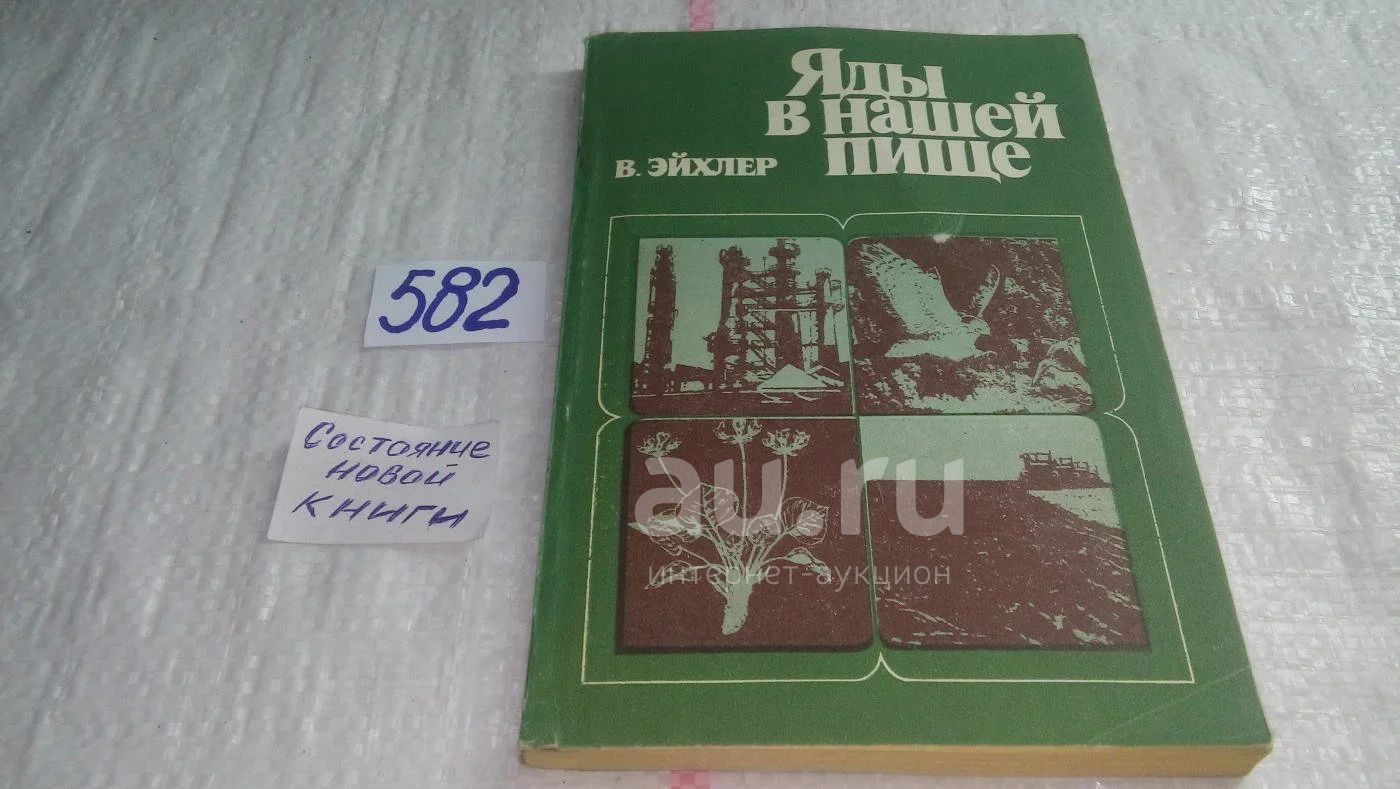 Яды
в нашей
пище
В. ЭЙХЛЕР
582
Состояние
новой
книги
au.ru
интернет-аукцион